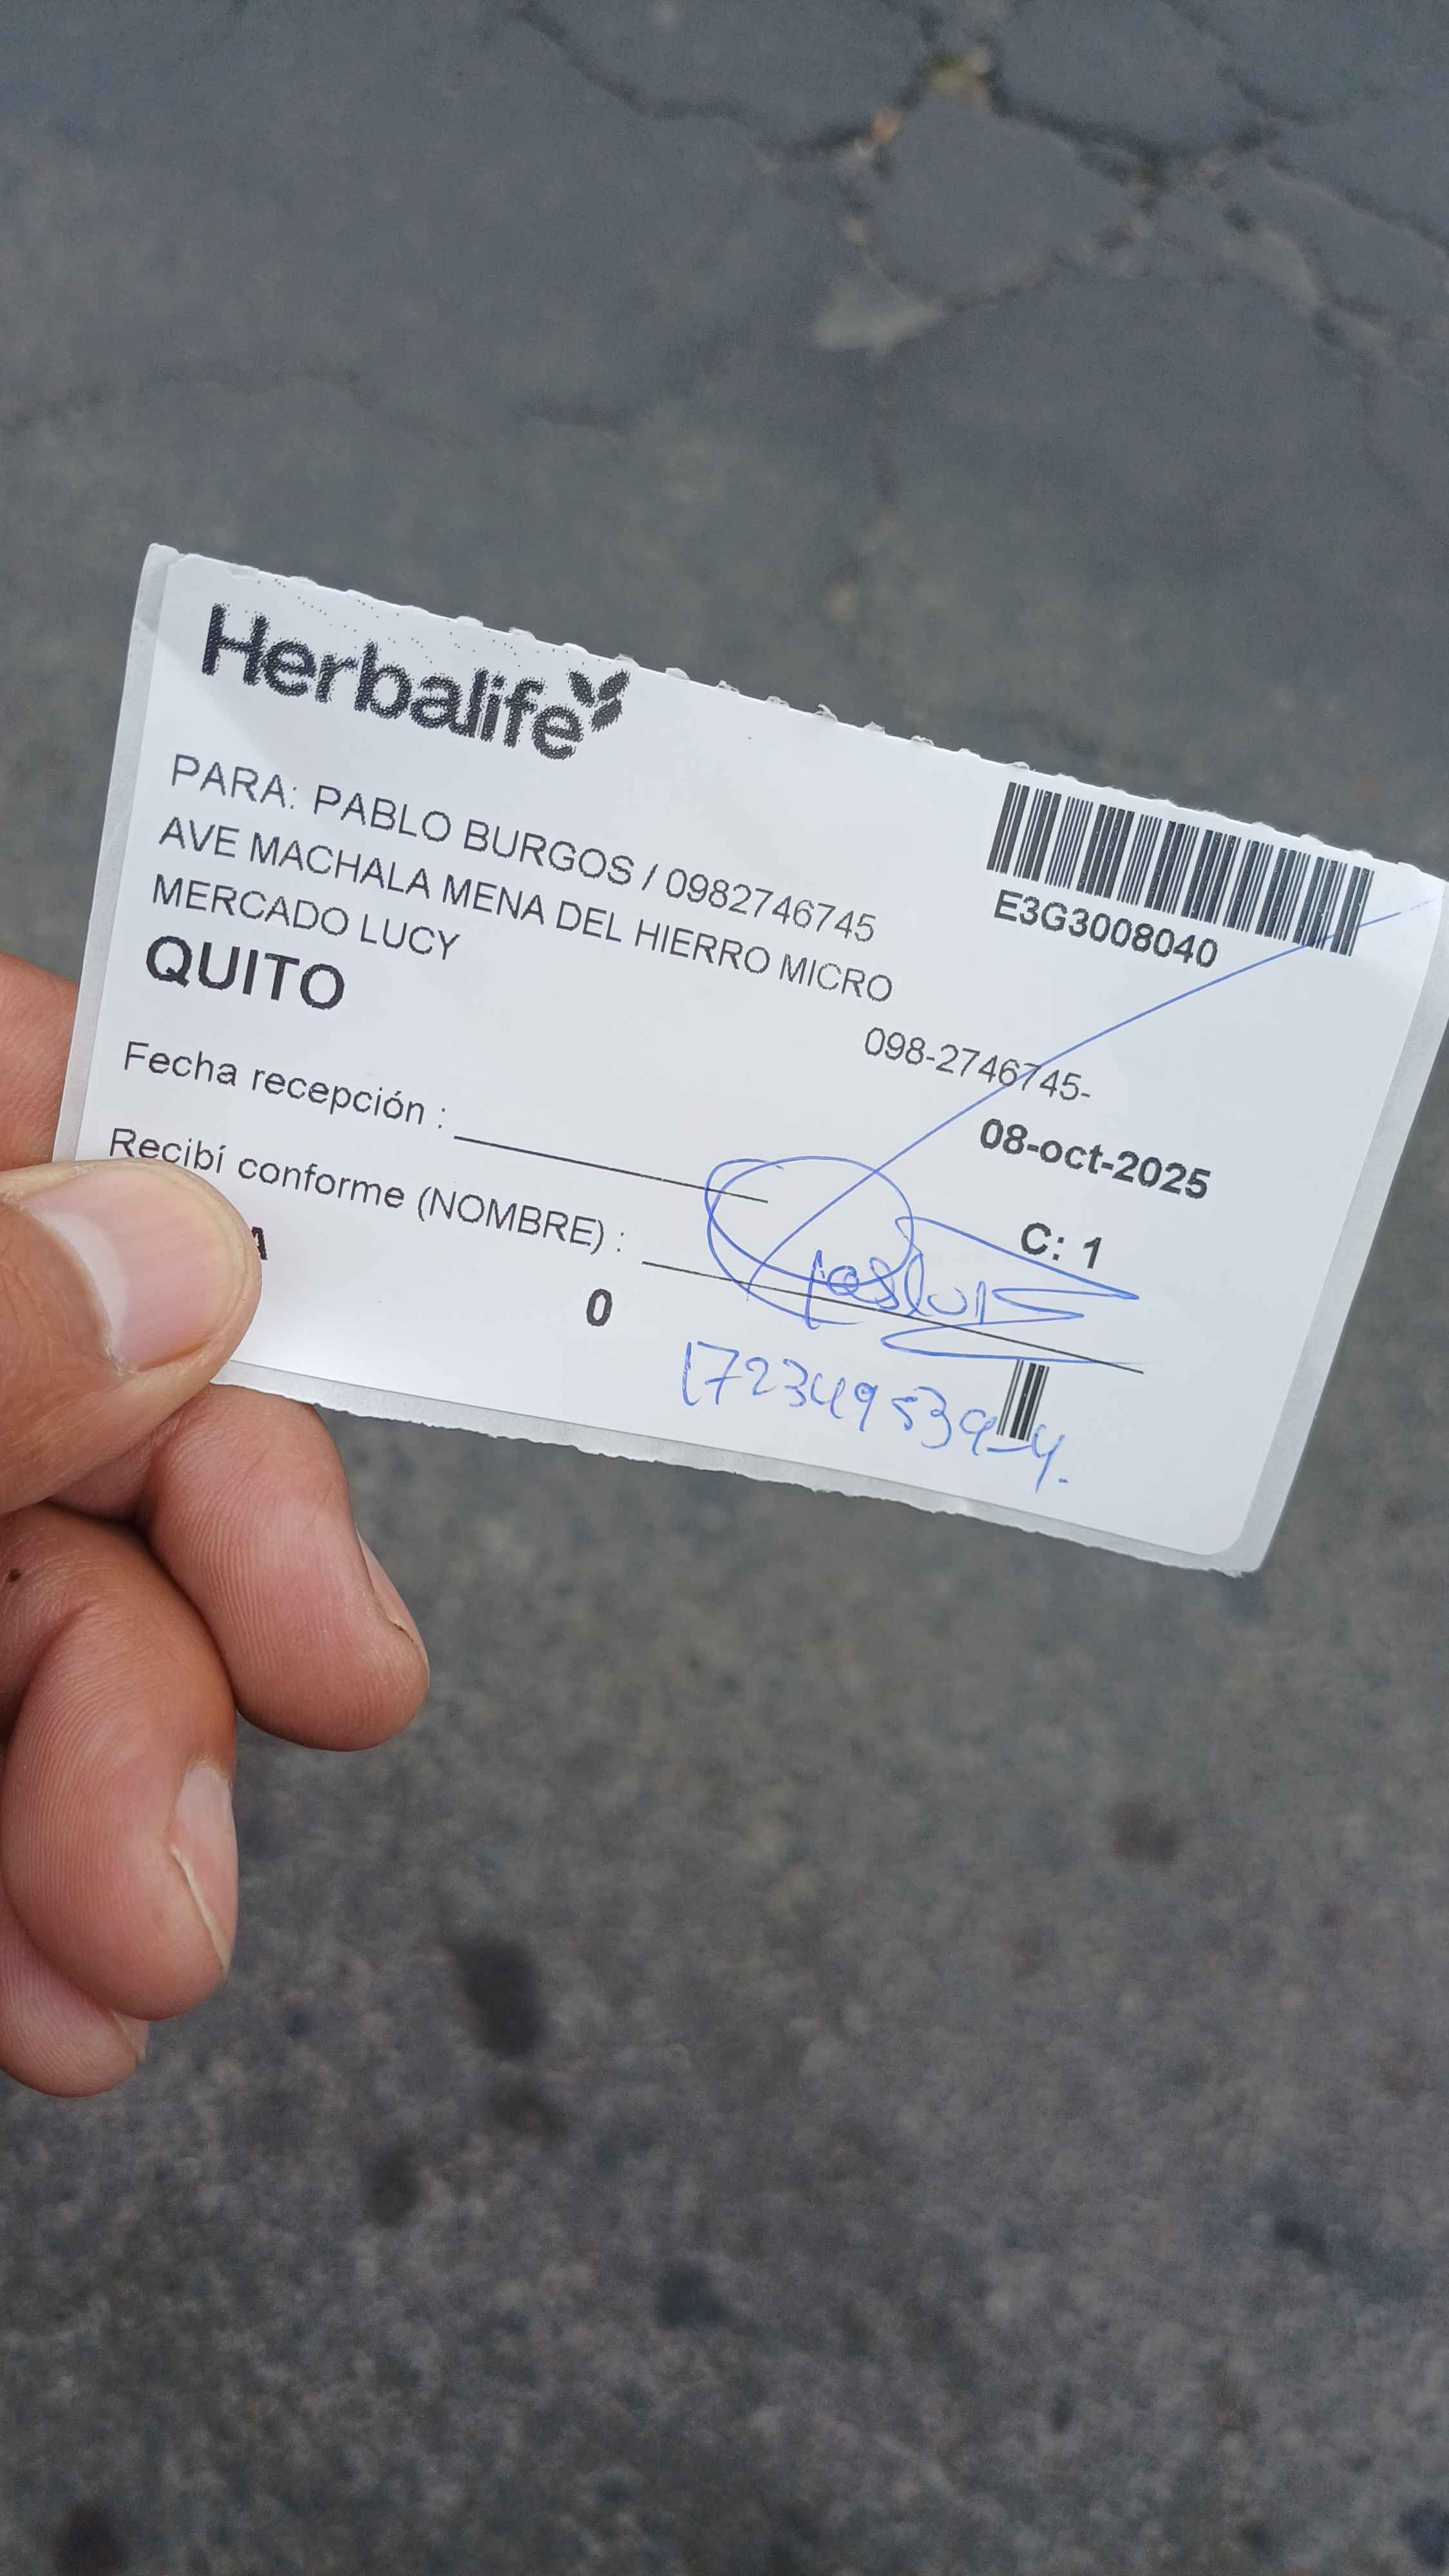 Herbalife
PARA: PABLO BURGOS / 0982746745
AVE MACHALA MENA DEL HIERRO MICRO
MERCADO LUCY
QUITO
E3G3008040
098-2746745-
08-oct-2025
Fecha recepción :
Recibí conforme (NOMBRE) :
C: 1
A
0
172349539-4.